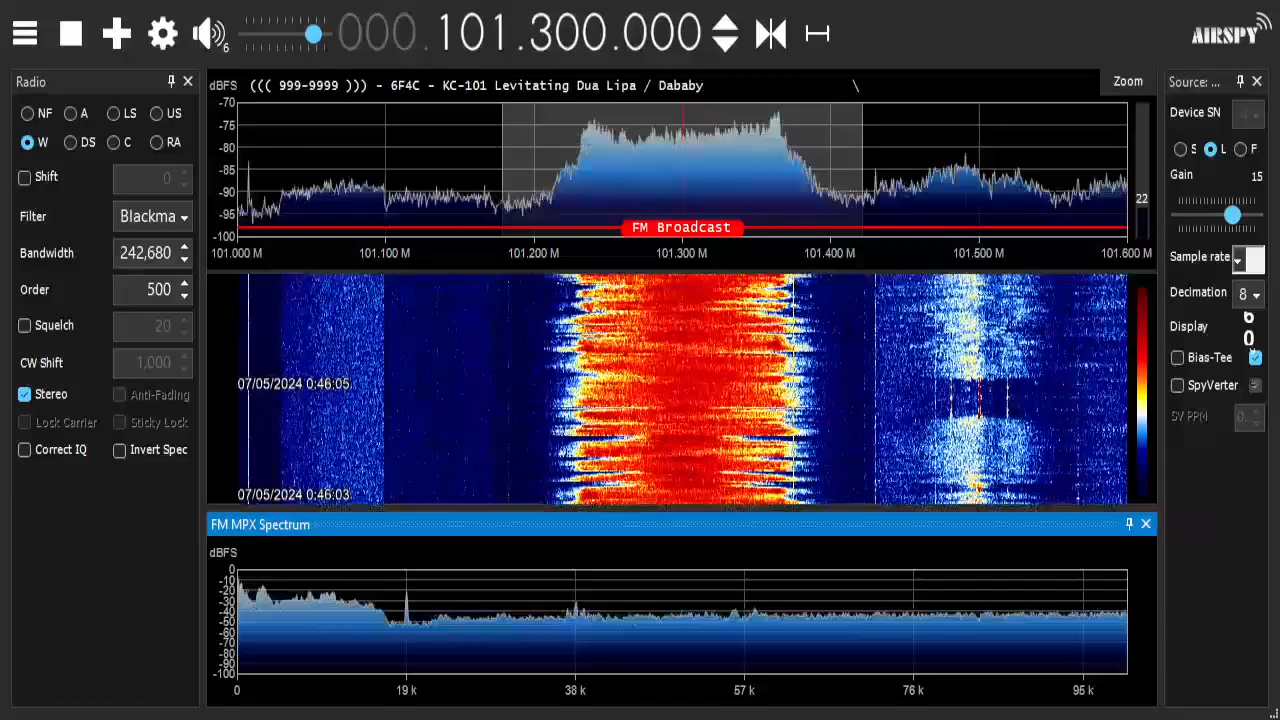 6
000.101.300.000
AIRSPY
Radio
NF A LS US
W DS C RA
Shift 0
Filter Blackma
Bandwidth 242,680
Order 500
Squelch 20
CW Shift 1,000
Stereo Anti-Fading
Lock Carrier Sticky Lock
Correct IQ Invert Spec
dBFS ((( 999-9999 ))) - 6F4C - KC-101 Levitating Dua Lipa / Dababy \
Zoom
-70
-75
-80
-85
-90
-95
-100
22
FM Broadcast
101.000 M 101.100 M 101.200 M 101.300 M 101.400 M 101.500 M 101.600 M
07/05/2024 0:46:05
07/05/2024 0:46:03
FM MPX Spectrum
dBFS
0
-10
-20
-30
-40
-50
-60
-70
-80
-90
-100
0 19 k 38 k 57 k 76 k 95 k
Source: ...
Device SN
S L F
Gain 15
Sample rate
Decimation 8
Display
Bias-Tee
SpyVerter
SV PPM 0.